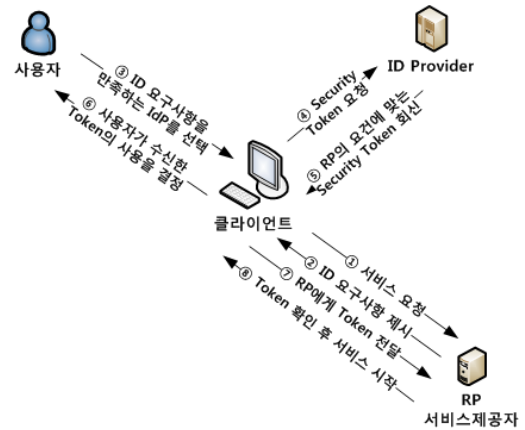 사용자
ID Provider
③ ID 요구사항을
만족하는 IdP를 선택
⑥ 사용자가 수신한
Token의 사용을 결정
④ Security
Token 요청
⑤ RP의 요건에 맞는
Security Token 회신
클라이언트
① 서비스 요청
② ID 요구사항 제시
⑦ RP에게 Token 전달
⑧ Token 확인 후 서비스 시작
RP
서비스제공자